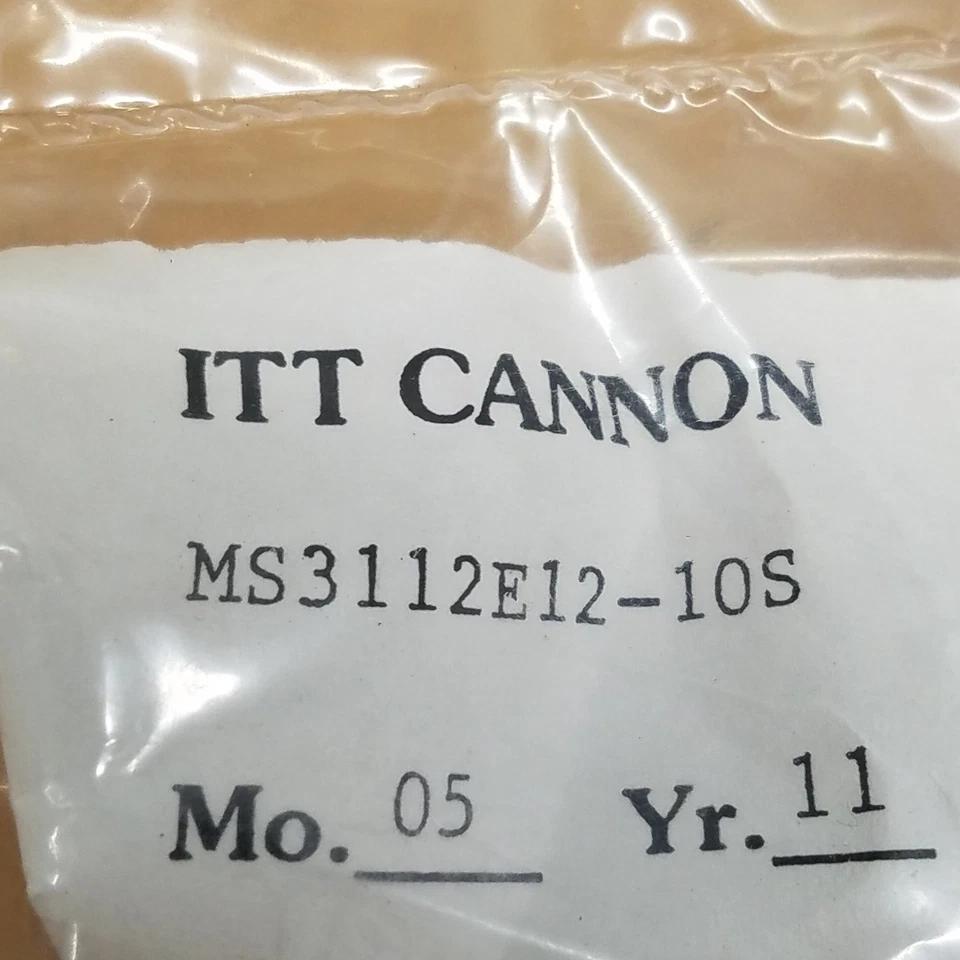 ITT CANNON
MS3112E12-10S
Mo. 05 Yr. 11